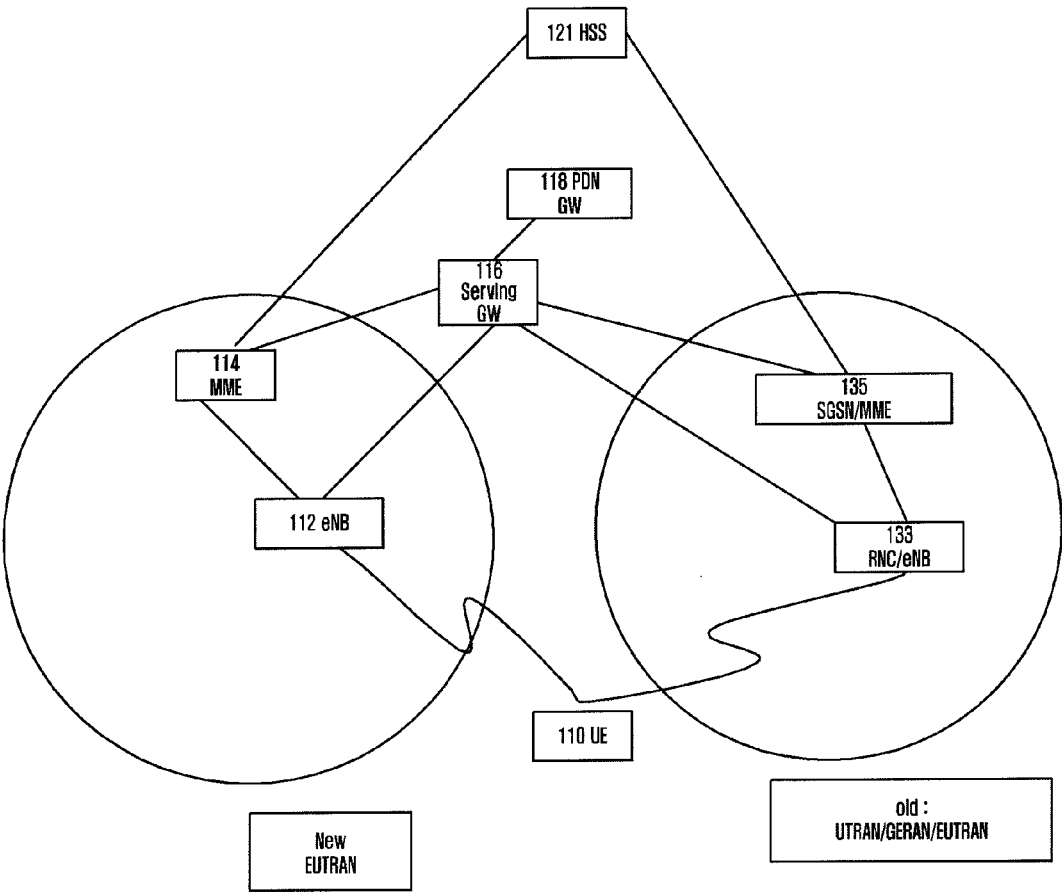 121 HSS
118 PDN
GW
116
Serving
GW
114
MME
135
SGSN/MME
112 eNB
133
RNC/eNB
110 UE
New
EUTRAN
old :
UTRAN/GERAN/EUTRAN